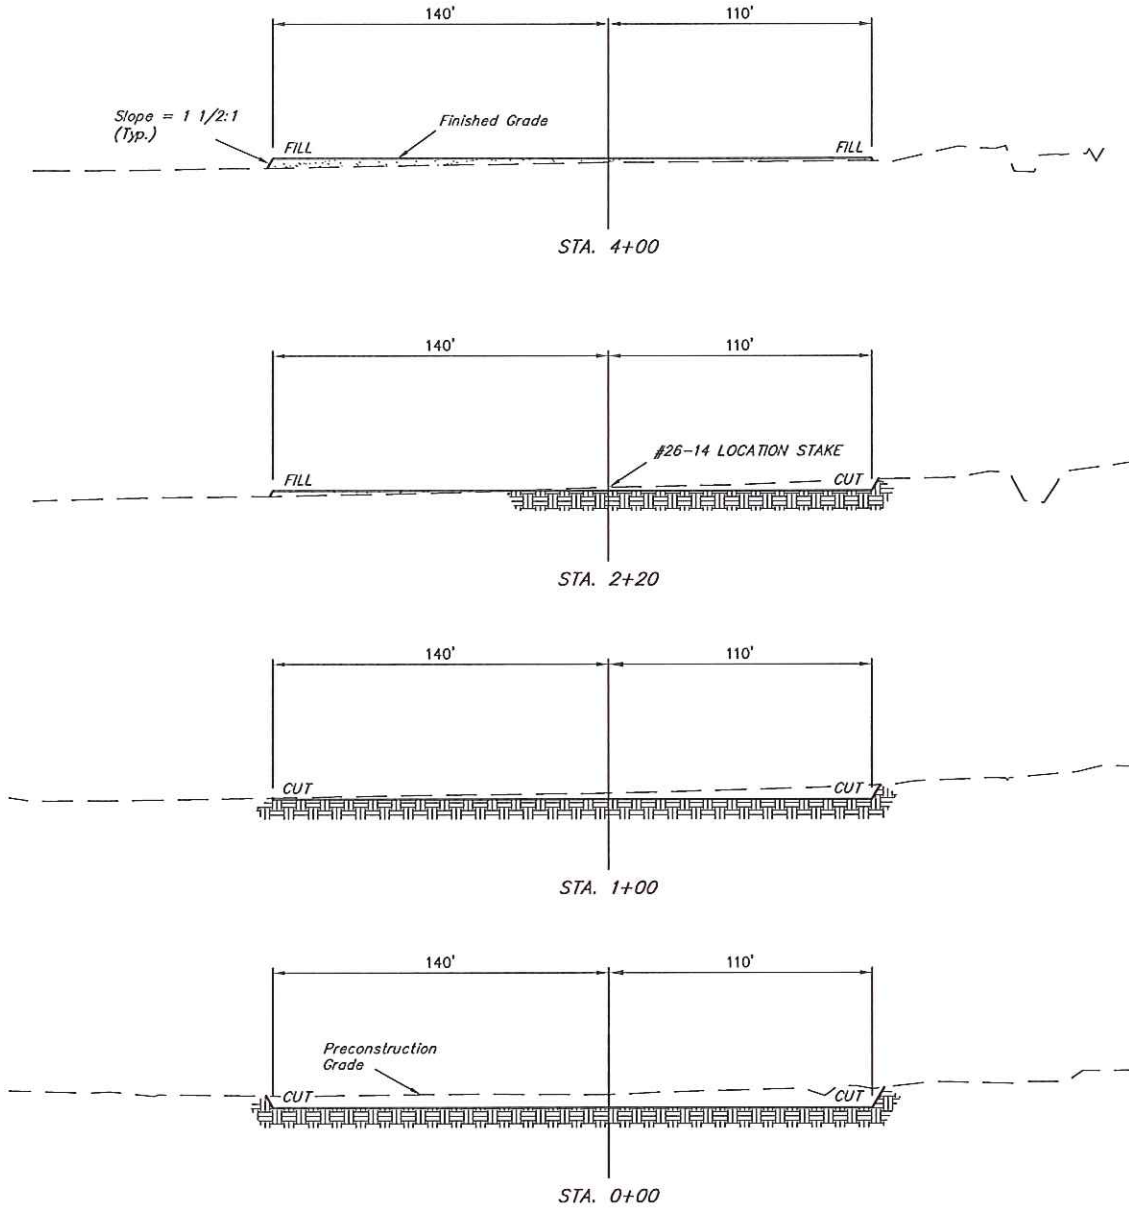 140' 110'
Slope = 1 1/2:1
(Typ.)
Finished Grade
FILL FILL
STA. 4+00
140' 110'
#26-14 LOCATION STAKE
FILL CUT
STA. 2+20
140' 110'
CUT CUT
STA. 1+00
140' 110'
Preconstruction
Grade
CUT CUT
STA. 0+00